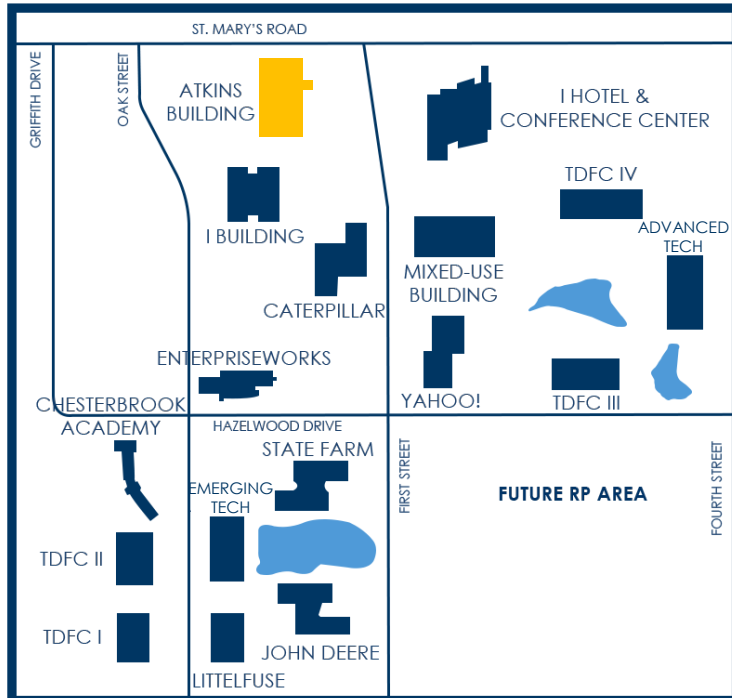 ST. MARY'S ROAD
GRIFFITH DRIVE
OAK STREET
ATKINS
BUILDING
I HOTEL &
CONFERENCE CENTER
TDFC IV
I BUILDING
ADVANCED
TECH
MIXED-USE
BUILDING
CATERPILLAR
ENTERPRISEWORKS
YAHOO!
TDFC III
CHESTERBROOK
ACADEMY
HAZELWOOD DRIVE
STATE FARM
FIRST STREET
FOURTH STREET
EMERGING
TECH
FUTURE RP AREA
TDFC II
TDFC I
JOHN DEERE
LITTELFUSE